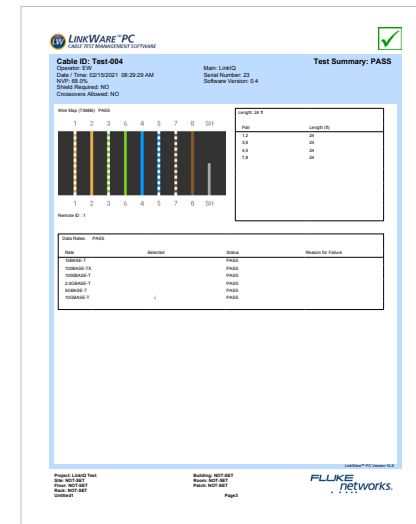 LW LINKWARE™PC
CABLE TEST MANAGEMENT SOFTWARE
Cable ID: Test-004
Test Summary: PASS
Operator: EW
Main: LinkIQ
Date / Time: 02/15/2021 08:29:29 AM
Serial Number: 23
NVP: 68.0%
Software Version: 0.4
Shield Required: NO
Crossovers Allowed: NO
Wire Map (T568B) PASS
1 2 3 6 4 5 7 8 SH
1 2 3 6 4 5 7 8 SH
Remote ID : 1
Length: 24 ft
Pair Length (ft)
1,2 24
3,6 24
4,5 24
7,8 24
Data Rates: PASS
Rate Selected Status Reason for Failure
10BASE-T PASS
100BASE-TX PASS
1000BASE-T PASS
2.5GBASE-T PASS
5GBASE-T PASS
10GBASE-T PASS
Project: LinkIQ Test
Site: NOT-SET
Floor: NOT-SET
Rack: NOT-SET
Untitled1
Building: NOT-SET
Room: NOT-SET
Patch: NOT-SET
Page3
FLUKE
networks.